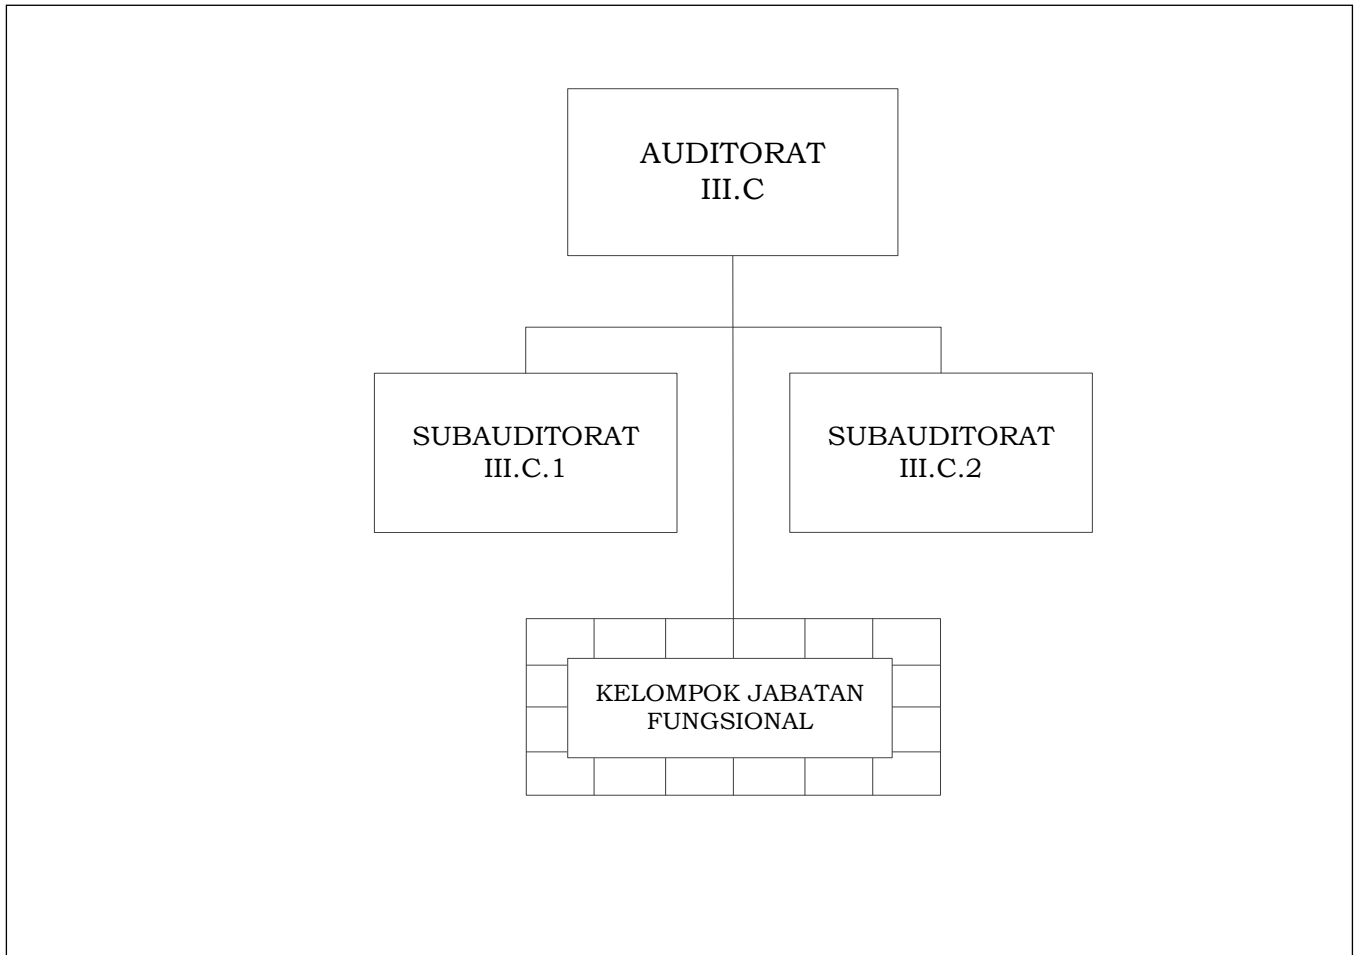 AUDITORAT
III.C
SUBAUDITORAT
III.C.1
SUBAUDITORAT
III.C.2
KELOMPOK JABATAN
FUNGSIONAL